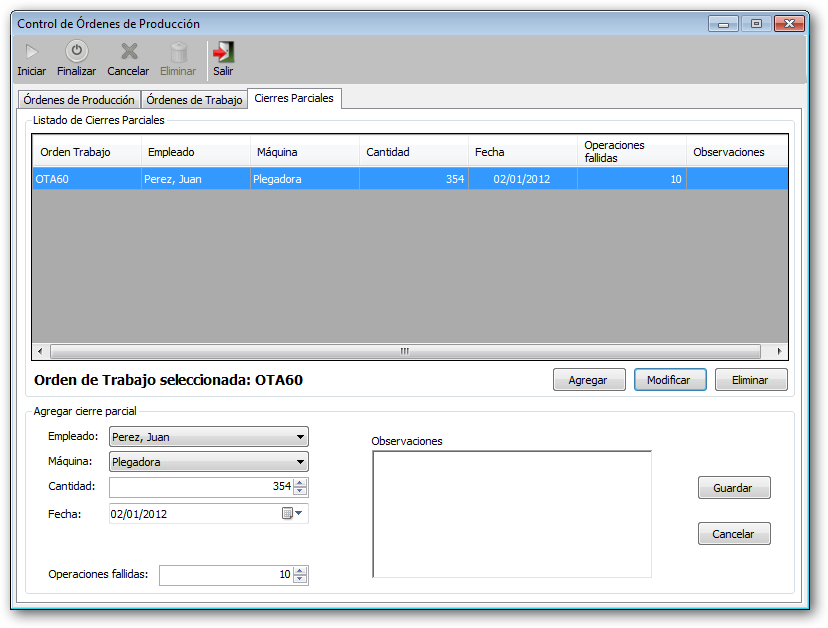 Control de Órdenes de Producción
Iniciar Finalizar Cancelar Eliminar Salir
Órdenes de Producción Órdenes de Trabajo Cierres Parciales
Listado de Cierres Parciales
Orden Trabajo Empleado Máquina Cantidad Fecha Operaciones fallidas Observaciones
OTA60 Perez, Juan Plegadora 354 02/01/2012 10
Orden de Trabajo seleccionada: OTA60 Agregar Modificar Eliminar
Agregar cierre parcial
Empleado: Perez, Juan
Observaciones
Máquina: Plegadora
Cantidad: 354
Guardar
Fecha: 02/01/2012
Cancelar
Operaciones fallidas: 10